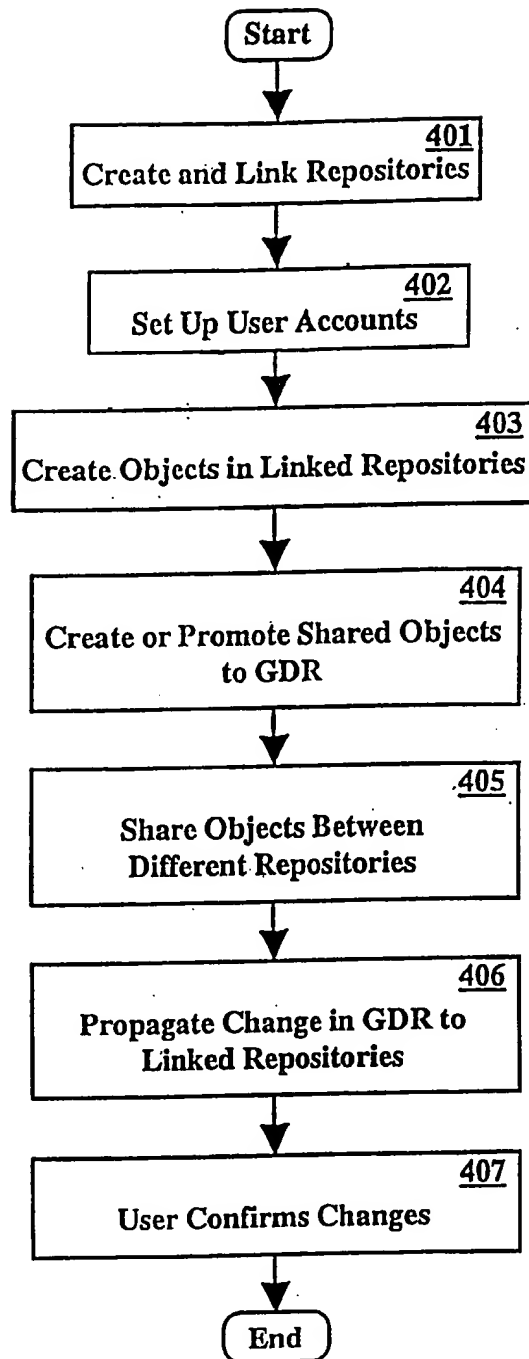 Start
401
Create and Link Repositories
402
Set Up User Accounts
403
Create Objects in Linked Repositories
404
Create or Promote Shared Objects
to GDR
405
Share Objects Between
Different Repositories
406
Propagate Change in GDR to
Linked Repositories
407
User Confirms Changes
End